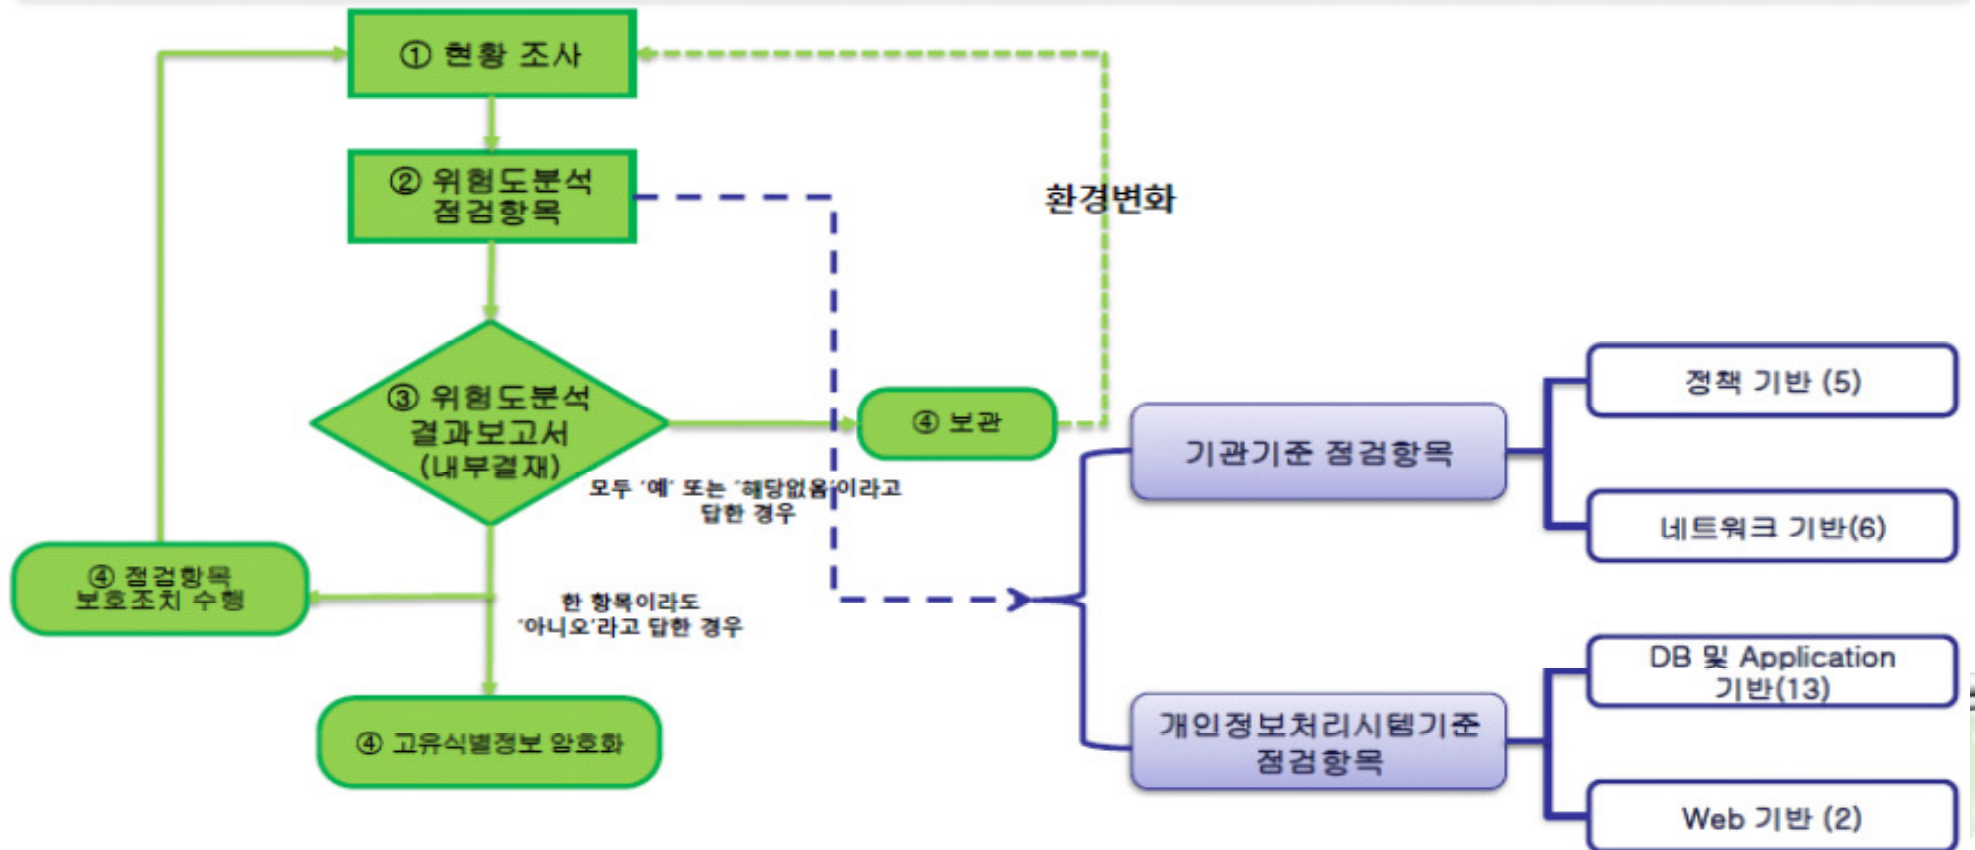 ① 현황 조사
② 위험도분석
점검항목
환경변화
③ 위험도분석
결과보고서
(내부결재)
④ 보관
모두 '예' 또는 '해당없음'이라고
답한 경우
④ 점검항목
보호조치 수행
한 항목이라도
'아니오'라고 답한 경우
④ 고유식별정보 암호화
기관기준 점검항목
정책 기반 (5)
네트워크 기반(6)
개인정보처리시템기준
점검항목
DB 및 Application
기반(13)
Web 기반 (2)